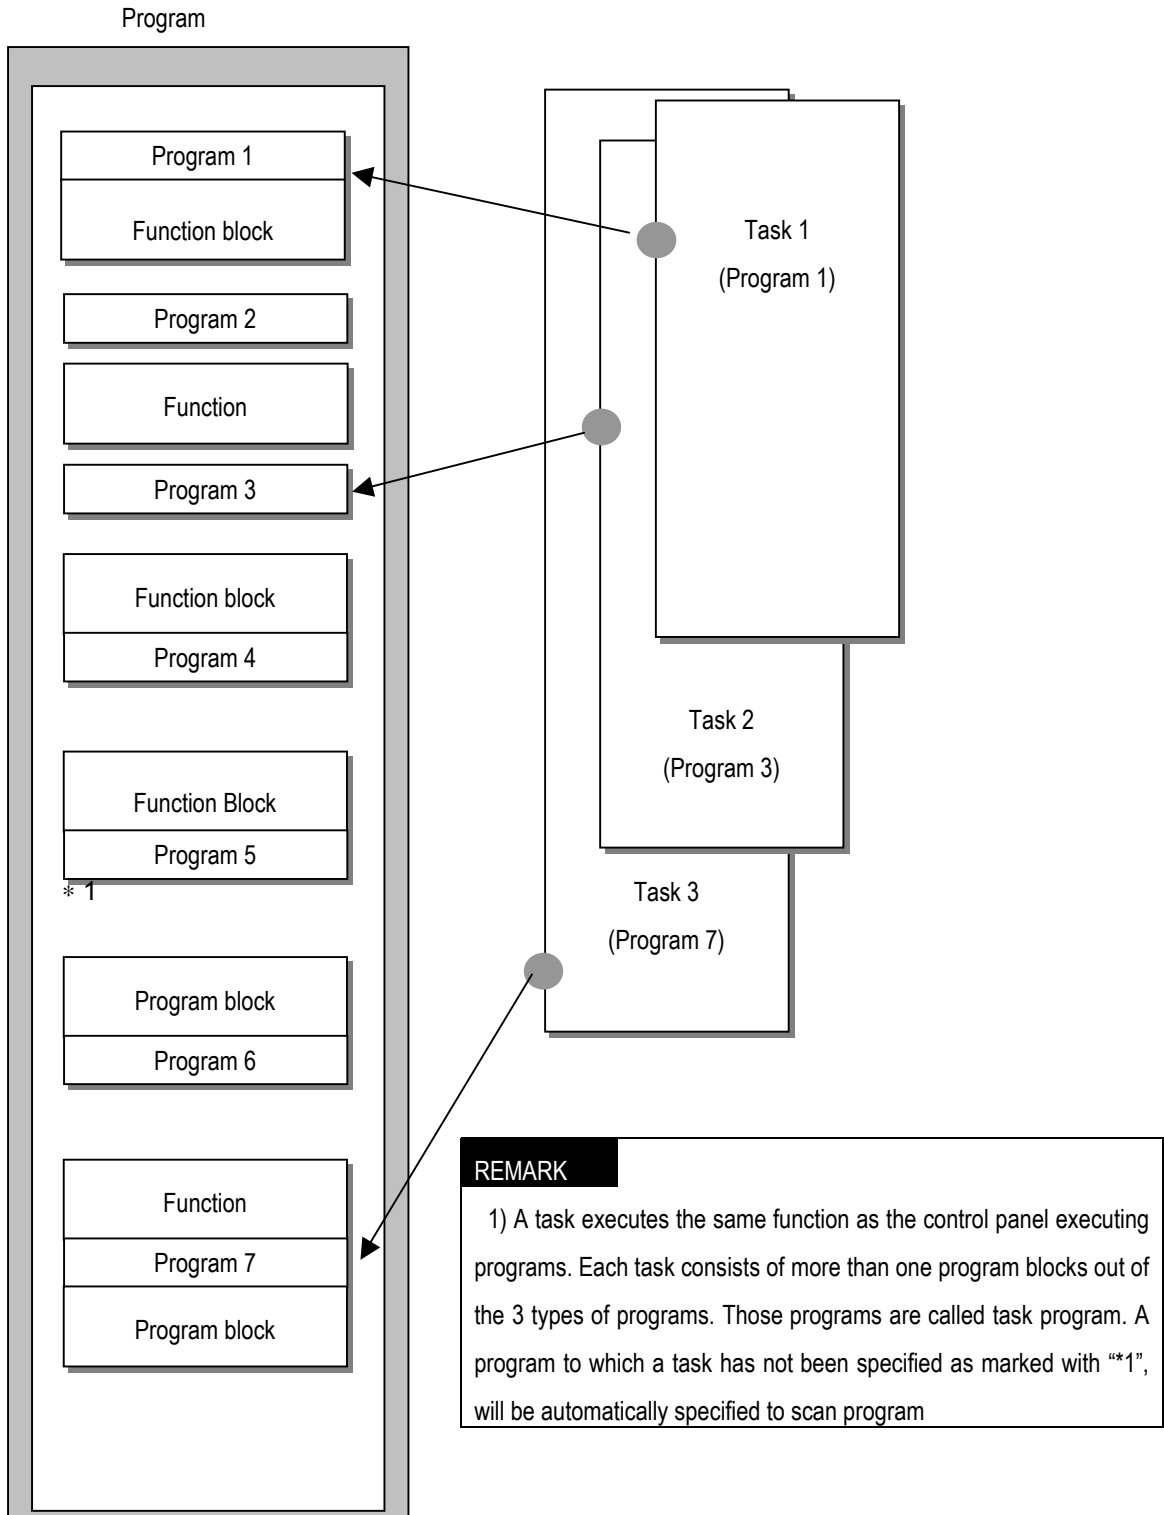 Program
Program 1
Function block
Program 2
Function
Program 3
Function block
Program 4
Function Block
Program 5
* 1
Program block
Program 6
Function
Program 7
Program block
Task 1
(Program 1)
Task 2
(Program 3)
Task 3
(Program 7)
REMARK
1) A task executes the same function as the control panel executing
programs. Each task consists of more than one program blocks out of
the 3 types of programs. Those programs are called task program. A
program to which a task has not been specified as marked with “*1”,
will be automatically specified to scan program